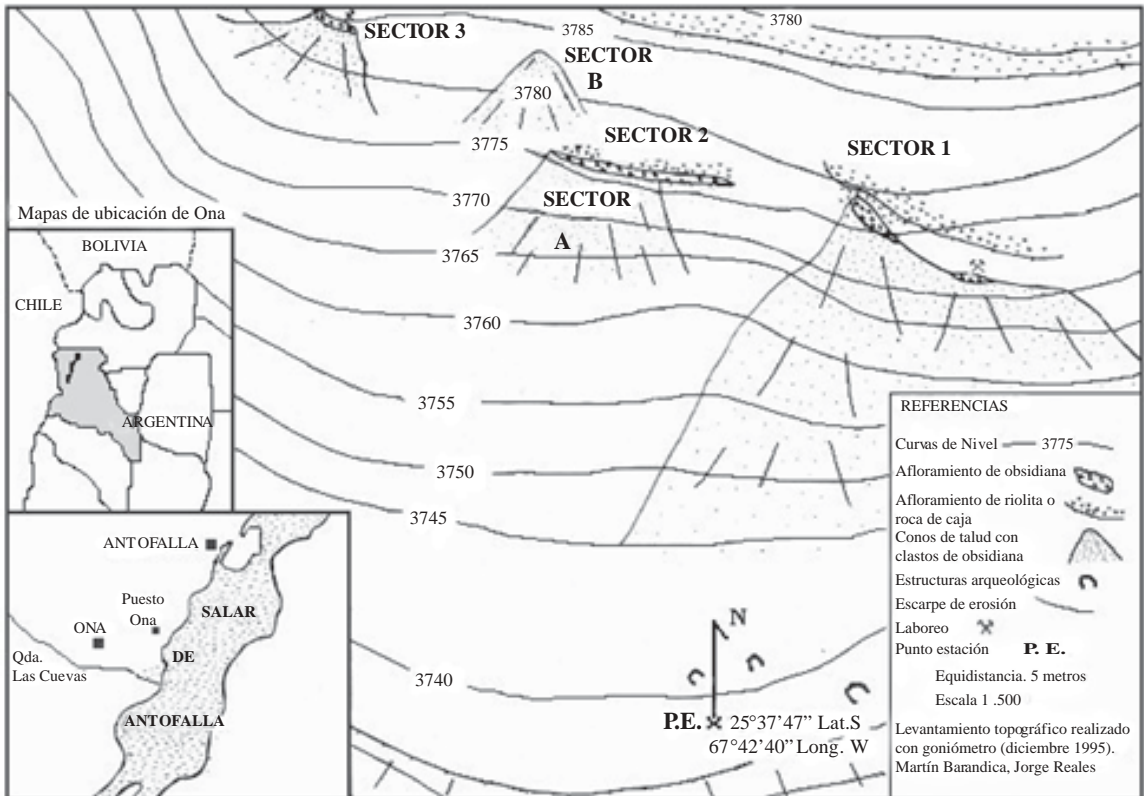 SECTOR 3
3785
3780
SECTOR
B
3780
3775
SECTOR 2
SECTOR 1
3770
SECTOR
A
3765
3760
3755
3750
3745
3740
Mapas de ubicación de Ona
BOLIVIA
CHILE
ARGENTINA
ANTOFALLA
SALAR
Puesto
Ona
ONA
DE
Qda.
Las Cuevas
ANTOFALLA
N
P.E. 25°37'47” Lat.S
67°42'40” Long. W
REFERENCIAS
Curvas de Nivel 3775
Afloramiento de obsidiana
Afloramiento de riolita o
roca de caja
Conos de talud con
clastos de obsidiana
Estructuras arqueológicas
Escarpe de erosión
Laboreo
Punto estación P. E.
Equidistancia. 5 metros
Escala 1 .500
Levantamiento topográfico realizado
con goniómetro (diciembre 1995).
Martín Barandica, Jorge Reales